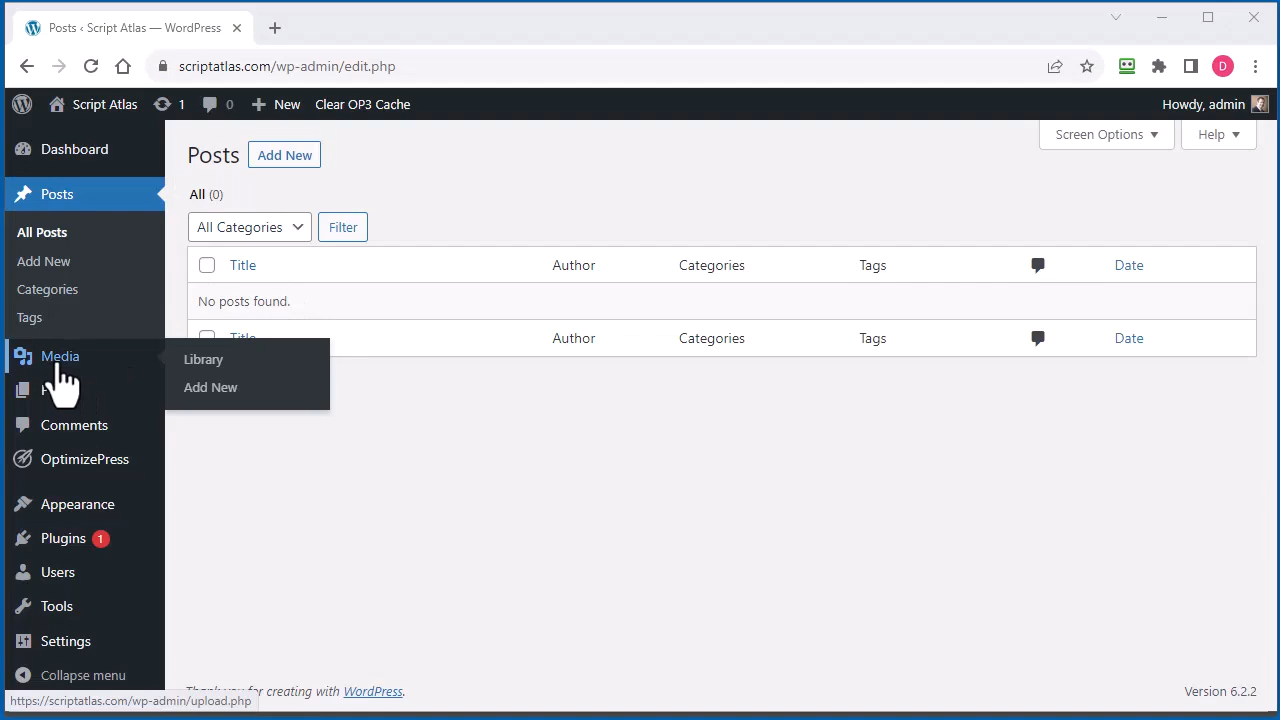 Posts ‹ Script Atlas — WordPress
scriptatlas.com/wp-admin/edit.php
D
Script Atlas 1 0 New Clear OP3 Cache Howdy, admin
Screen Options Help
Dashboard
Posts
All Posts
Add New
Categories
Tags
Media
Library
Add New
Comments
OptimizePress
Appearance
Plugins 1
Users
Tools
Settings
Collapse menu
Posts Add New
All (0)
All Categories Filter
Title Author Categories Tags Date
No posts found.
Title Author Categories Tags Date
Thank you for creating with WordPress. Version 6.2.2
https://scriptatlas.com/wp-admin/upload.php